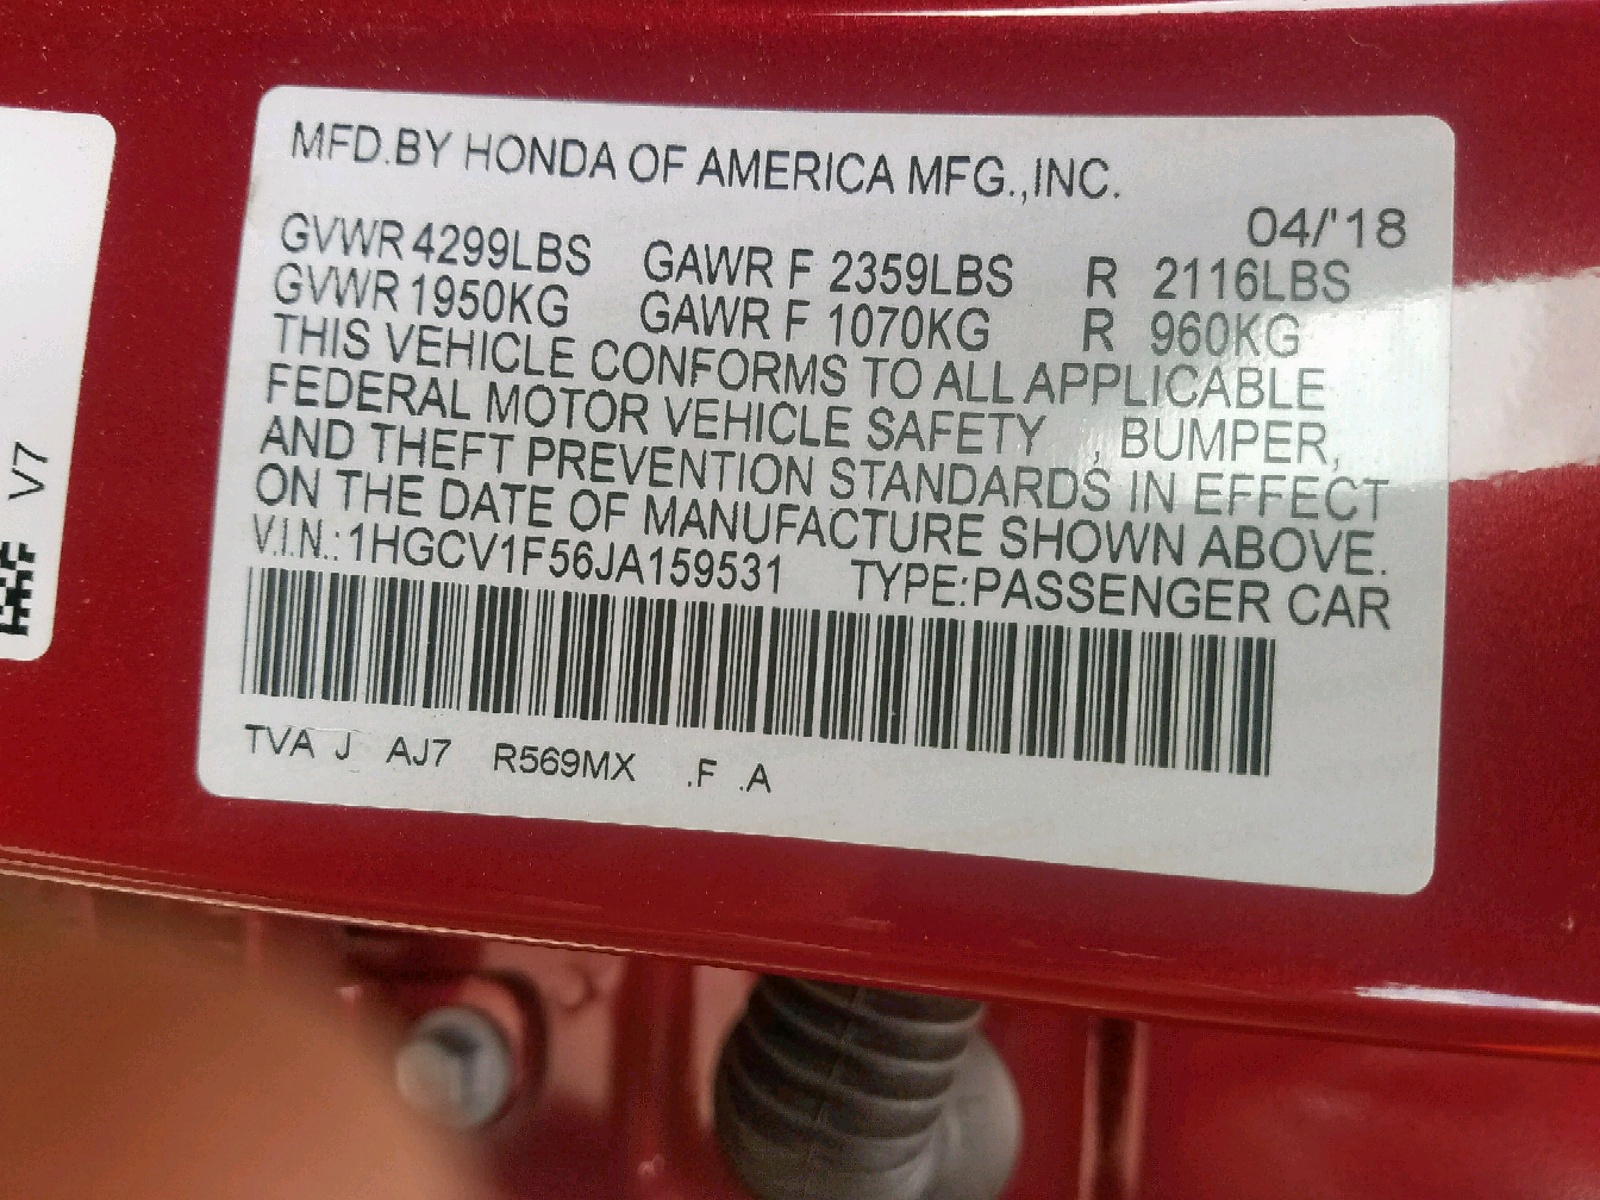 MFD.BY HONDA OF AMERICA MFG.,INC.
04/'18
GVWR 4299LBS GAWR F 2359LBS R 2116LBS
GVWR 1950KG GAWR F 1070KG R 960KG
THIS VEHICLE CONFORMS TO ALL APPLICABLE
FEDERAL MOTOR VEHICLE SAFETY , BUMPER,
AND THEFT PREVENTION STANDARDS IN EFFECT
ON THE DATE OF MANUFACTURE SHOWN ABOVE.
V.I.N.: 1HGCV1F56JA159531 TYPE:PASSENGER CAR
TVA J AJ7 R569MX .F .A
V7